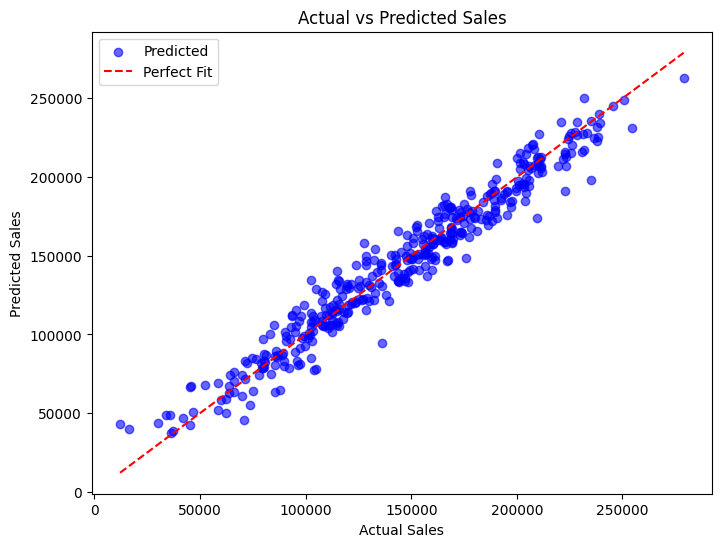 Actual vs Predicted Sales
Predicted
Perfect Fit
Predicted Sales
250000
200000
150000
100000
50000
0
0 50000 100000 150000 200000 250000
Actual Sales